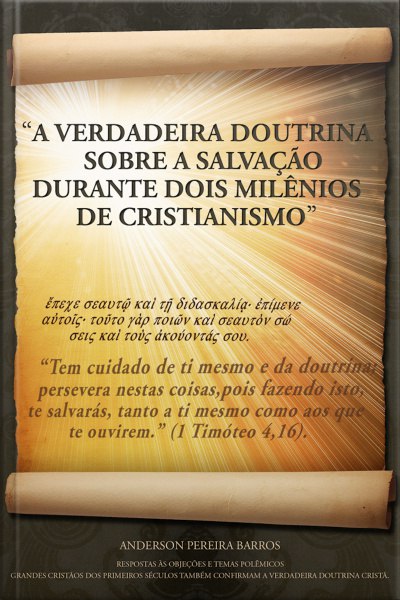 “A VERDADEIRA DOUTRINA
SOBRE A SALVAÇÃO
DURANTE DOIS MILÊNIOS
DE CRISTIANISMO”
ἔπεχε σεαυτῷ καὶ τῇ διδασκαλίᾳ· ἐπίμενε
αὐτοῖς· τοῦτο γὰρ ποιῶν καὶ σεαυτὸν σώ
σεις καὶ τοὺς ἀκούοντάς σου.
“Tem cuidado de ti mesmo e da doutrina;
persevera nestas coisas,pois fazendo isto,
te salvarás, tanto a ti mesmo como aos que
te ouvirem.” (1 Timóteo 4,16).
ANDERSON PEREIRA BARROS
RESPOSTAS ÀS OBJEÇÕES E TEMAS POLÊMICOS
GRANDES CRISTÃOS DOS PRIMEIROS SÉCULOS TAMBÉM CONFIRMAM A VERDADEIRA DOUTRINA CRISTÃ.